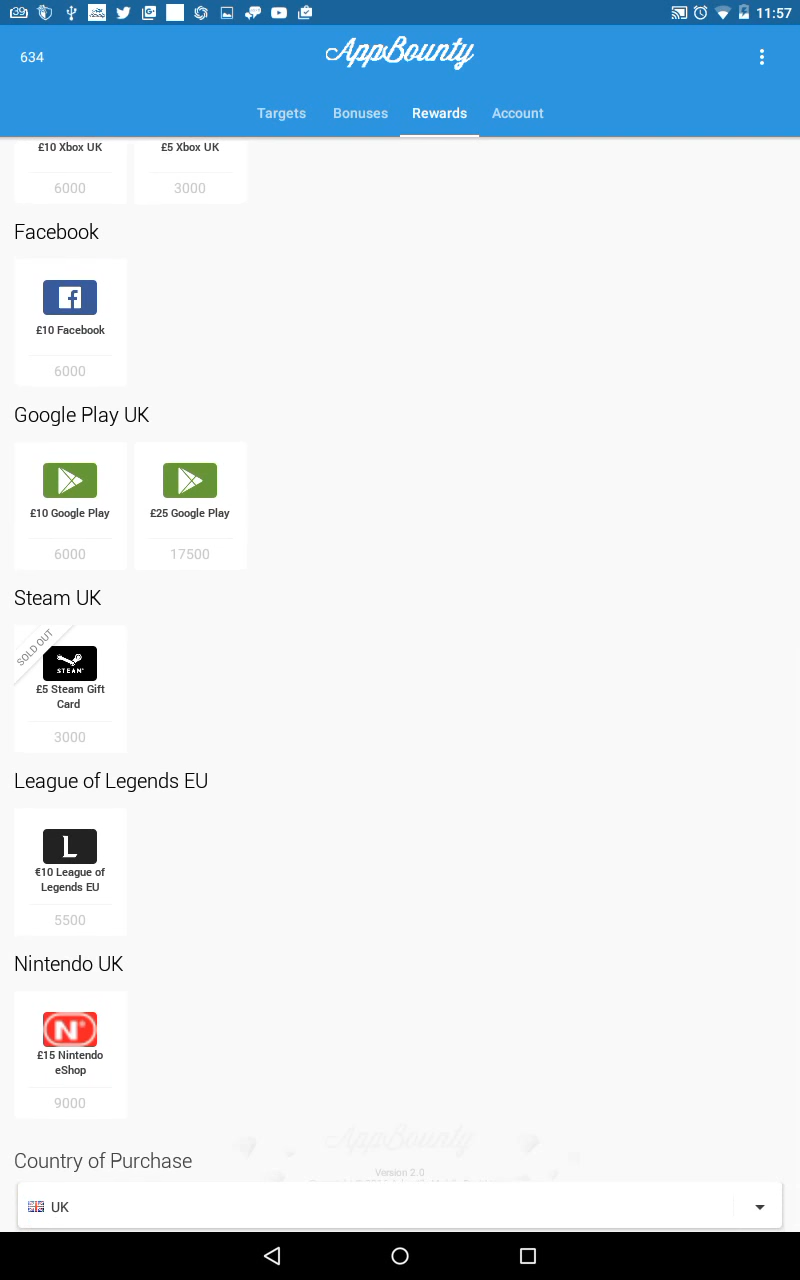 39
11:57
634
AppBounty
Targets Bonuses Rewards Account
£10 Xbox UK £5 Xbox UK
6000 3000
Facebook
£10 Facebook
6000
Google Play UK
£10 Google Play £25 Google Play
6000 17500
Steam UK
SOLD OUT
STEAM
£5 Steam Gift
Card
3000
League of Legends EU
L
€10 League of
Legends EU
5500
Nintendo UK
N
£15 Nintendo
eShop
9000
AppBounty
Country of Purchase
Version 2.0
UK